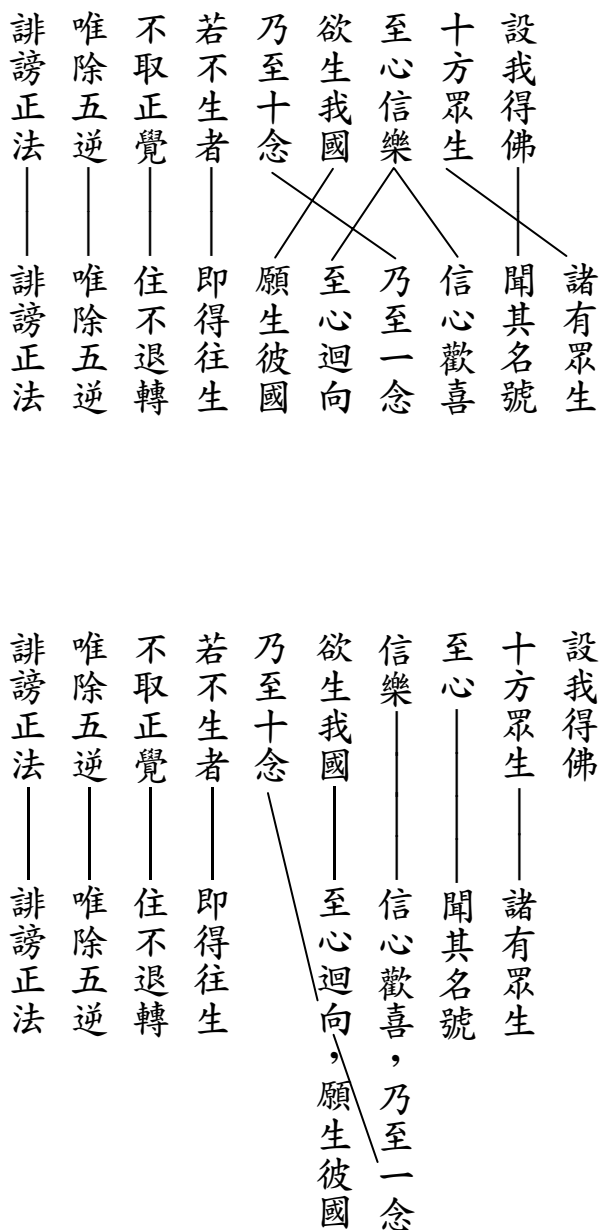 設我得佛
十方眾生
至心信樂
欲生我國
乃至十念
若不生者
不取正覺
唯除五逆
誹謗正法
諸有眾生
聞其名號
信心歡喜
乃至一念
至心迴向
願生彼國
即得往生
住不退轉
唯除五逆
誹謗正法
設我得佛
十方眾生
至心
信樂
欲生我國
乃至十念
若不生者
不取正覺
唯除五逆
誹謗正法
諸有眾生
聞其名號
信心歡喜，乃至一念
至心迴向，願生彼國
即得往生
住不退轉
唯除五逆
誹謗正法